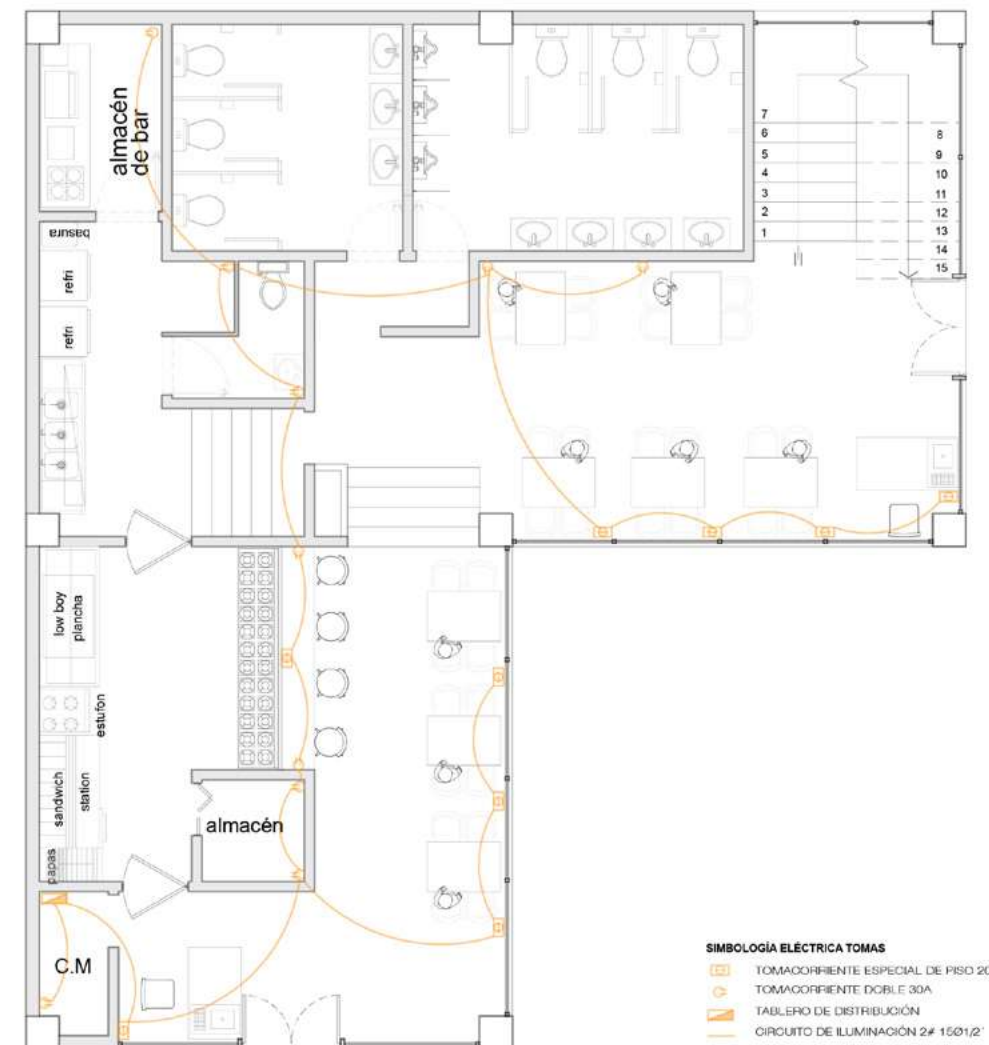 almacén
de bar
7
6
5
4
3
2
1
8
9
10
11
12
13
14
15
basura
refri
refri
low boy
plancha
estufon
sandwich
station
papas
almacén
C.M
SIMBOLOGÍA ELÉCTRICA TOMAS
TOMACORRIENTE ESPECIAL DE PISO 20
TOMACORRIENTE DOBLE 30A
TABLERO DE DISTRIBUCIÓN
CIRCUITO DE ILUMINACIÓN 2# 15Ø1/2"